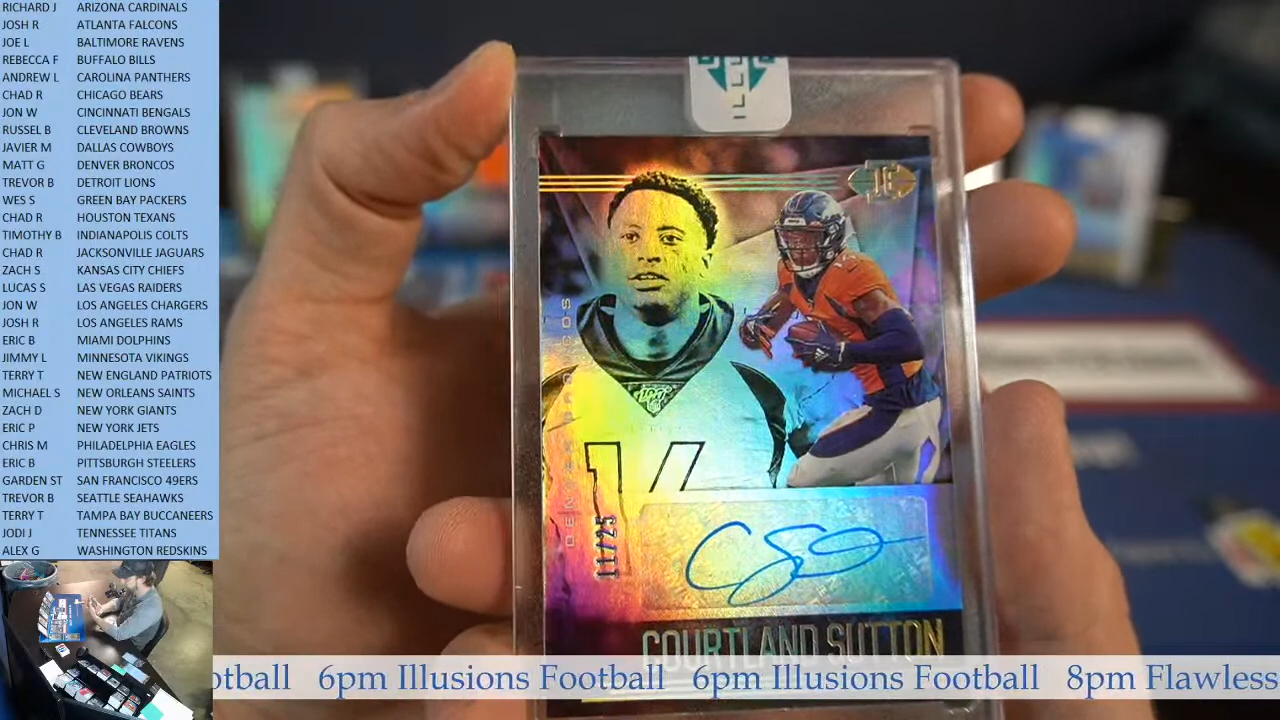 RICHARD J ARIZONA CARDINALS
JOSH R ATLANTA FALCONS
JOE L BALTIMORE RAVENS
REBECCA F BUFFALO BILLS
ANDREW L CAROLINA PANTHERS
CHAD R CHICAGO BEARS
JON W CINCINNATI BENGALS
RUSSEL B CLEVELAND BROWNS
JAVIER M DALLAS COWBOYS
MATT G DENVER BRONCOS
TREVOR B DETROIT LIONS
WES S GREEN BAY PACKERS
CHAD R HOUSTON TEXANS
TIMOTHY B INDIANAPOLIS COLTS
CHAD R JACKSONVILLE JAGUARS
ZACH S KANSAS CITY CHIEFS
LUCAS S LAS VEGAS RAIDERS
JON W LOS ANGELES CHARGERS
JOSH R LOS ANGELES RAMS
ERIC B MIAMI DOLPHINS
JIMMY L MINNESOTA VIKINGS
TERRY T NEW ENGLAND PATRIOTS
MICHAEL S NEW ORLEANS SAINTS
ZACH D NEW YORK GIANTS
ERIC P NEW YORK JETS
CHRIS M PHILADELPHIA EAGLES
ERIC B PITTSBURGH STEELERS
GARDEN ST SAN FRANCISCO 49ERS
TREVOR B SEATTLE SEAHAWKS
TERRY T TAMPA BAY BUCCANEERS
JODI J TENNESSEE TITANS
ALEX G WASHINGTON REDSKINS
DENVER BRONCOS
14
11/25
COURTLAND SUTTON
otball 6pm Illusions Football 6pm Illusions Football 8pm Flawless